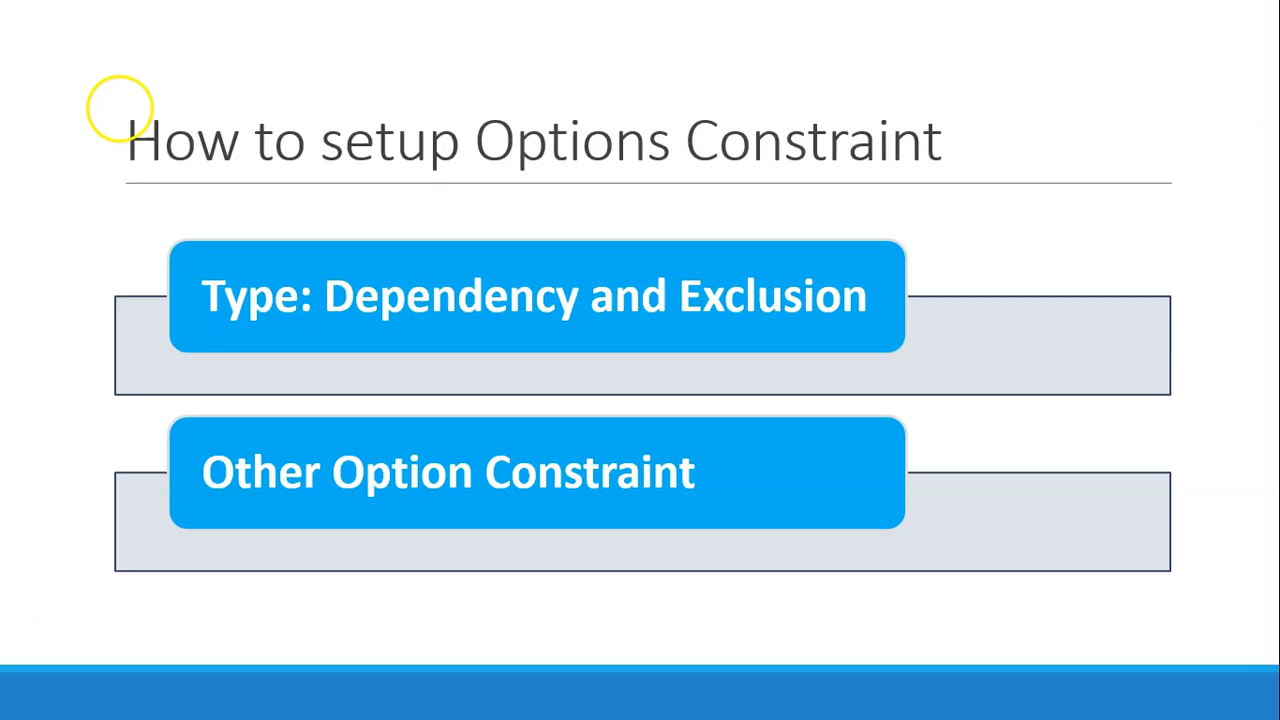 How to setup Options Constraint
Type: Dependency and Exclusion
Other Option Constraint